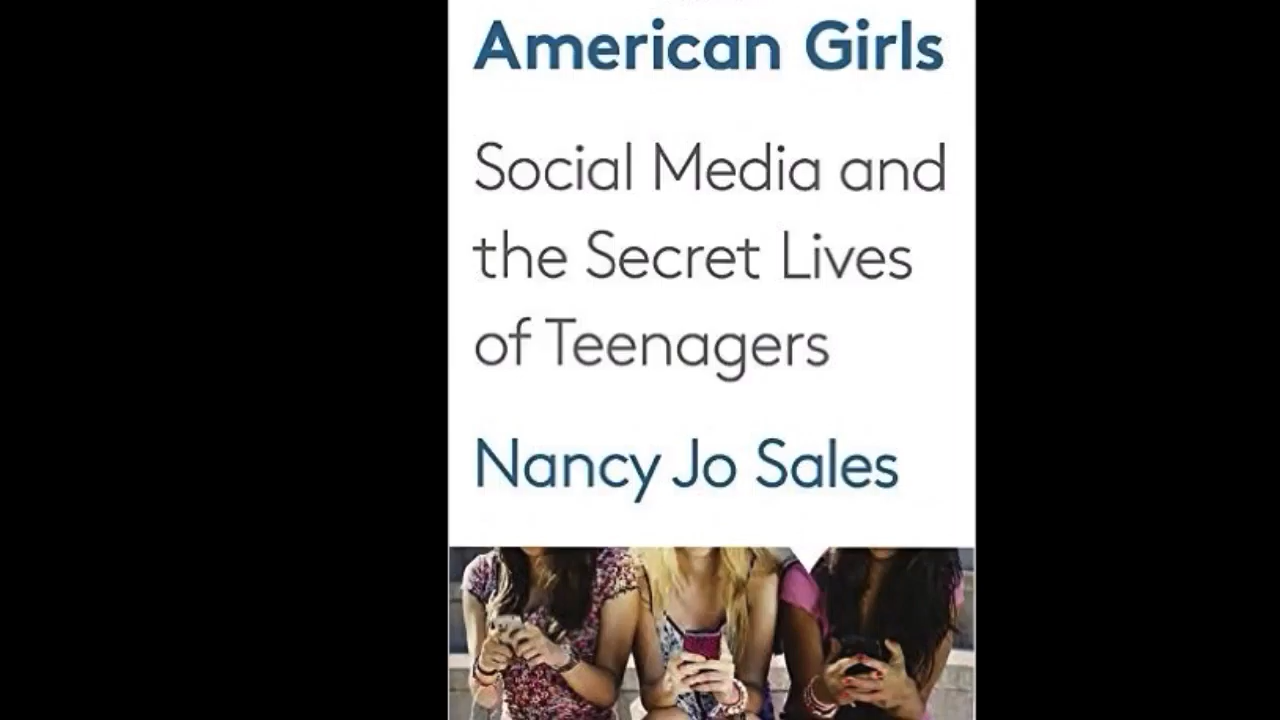 American Girls
Social Media and
the Secret Lives
of Teenagers
Nancy Jo Sales